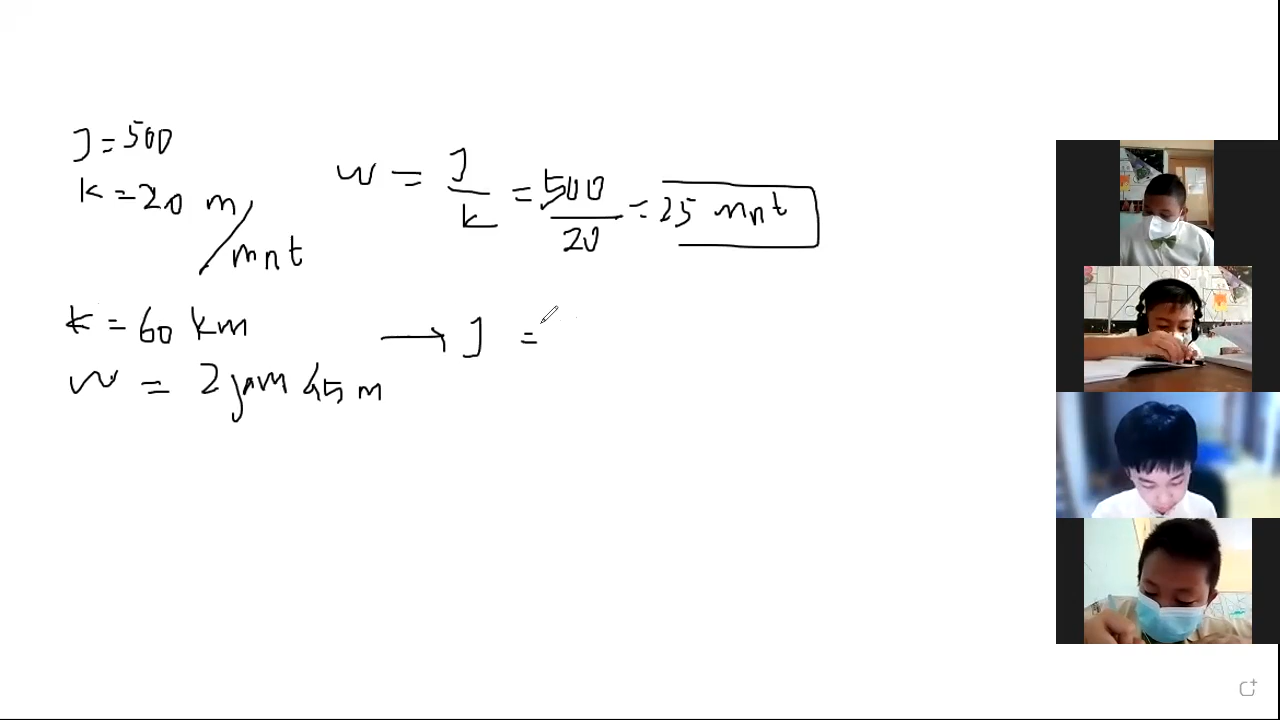 J = 500
k = 20 m/mnt
w = J/k = 500/20 = 25 mnt
k = 60 km
w = 2 jam 45 m
→ J =